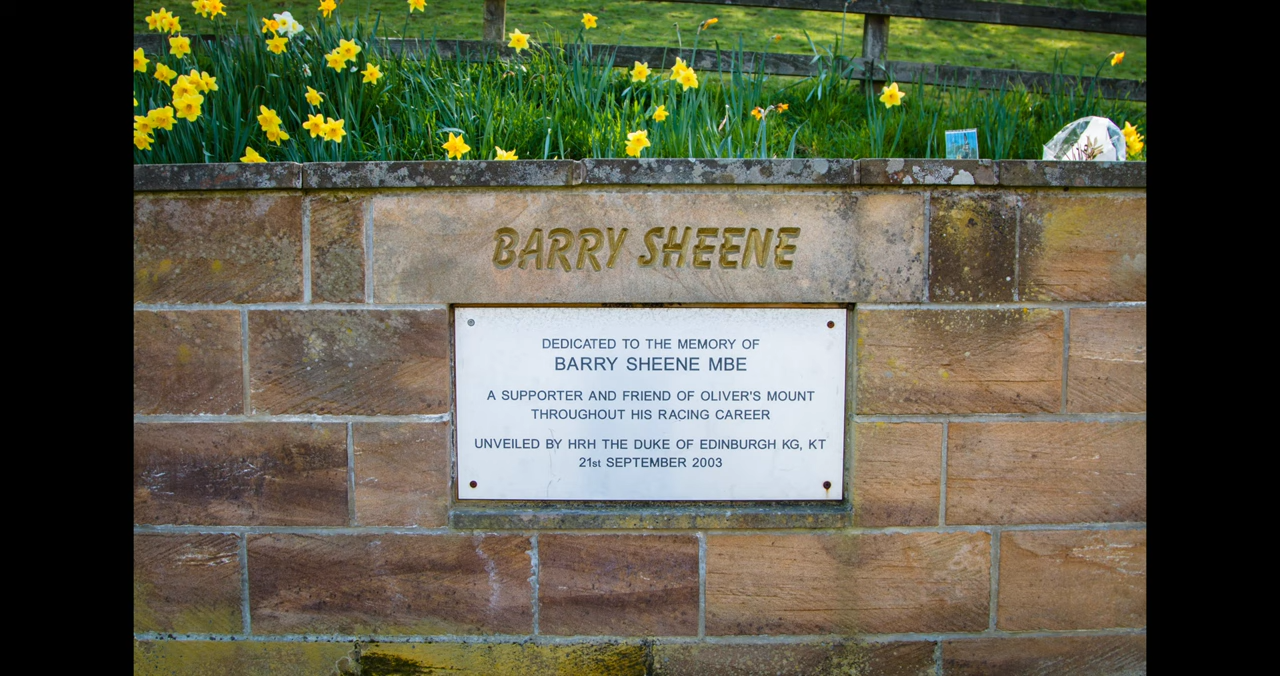 BARRY SHEENE
DEDICATED TO THE MEMORY OF
BARRY SHEENE MBE
A SUPPORTER AND FRIEND OF OLIVER'S MOUNT
THROUGHOUT HIS RACING CAREER
UNVEILED BY HRH THE DUKE OF EDINBURGH KG, KT
21st SEPTEMBER 2003